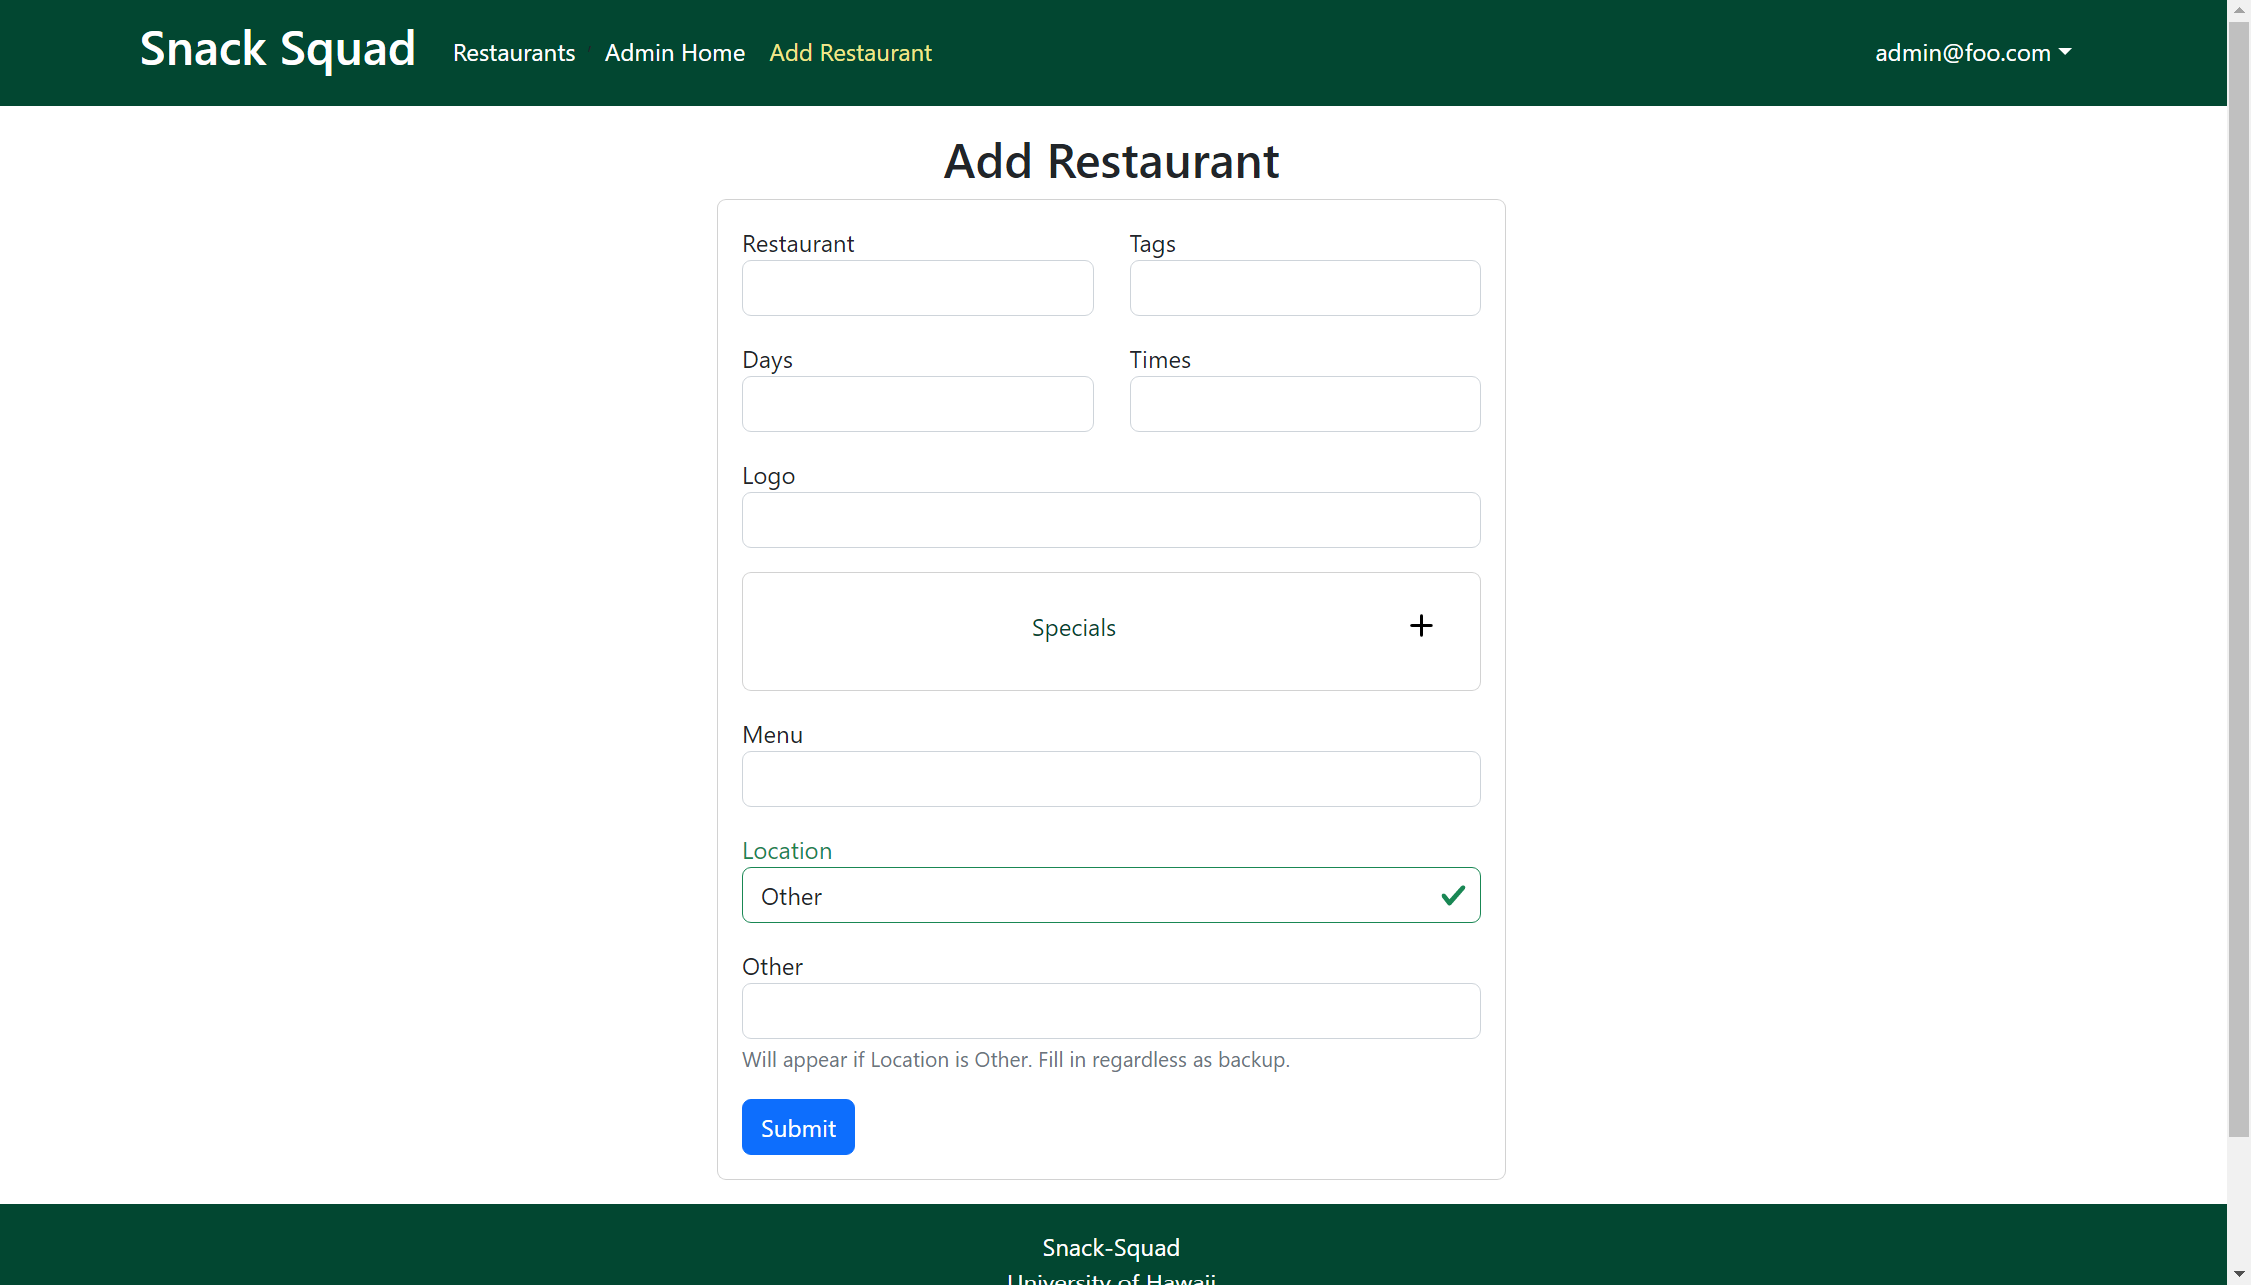 Snack Squad Restaurants Admin Home Add Restaurant admin@foo.com
Add Restaurant
Restaurant Tags
Days Times
Logo
Specials
Menu
Location
Other
Other
Will appear if Location is Other. Fill in regardless as backup.
Submit
Snack-Squad
University of Hawaii